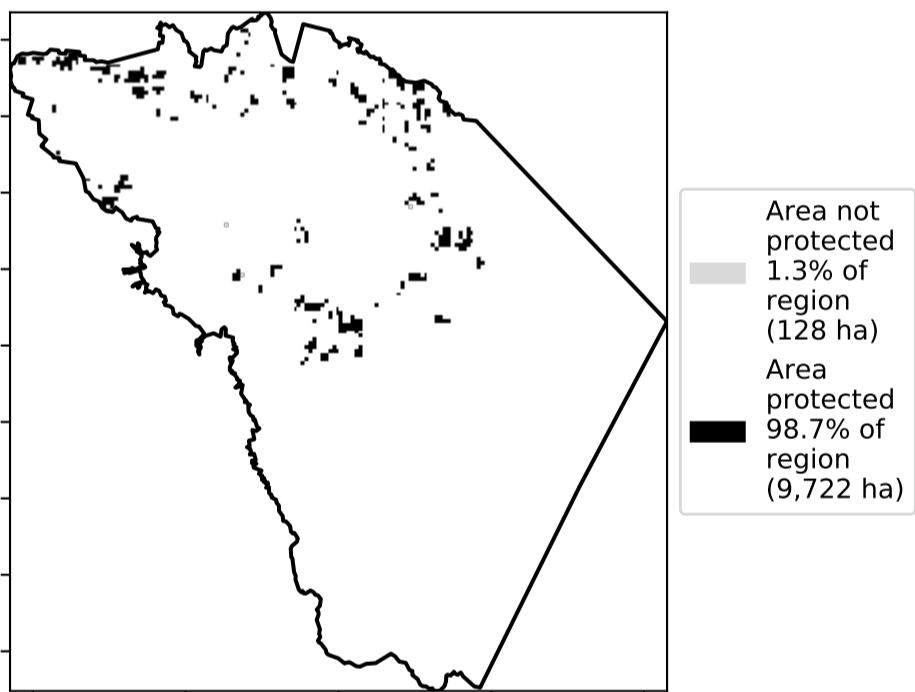 Area not
protected
1.3% of
region
(128 ha)
Area
protected
98.7% of
region
(9,722 ha)